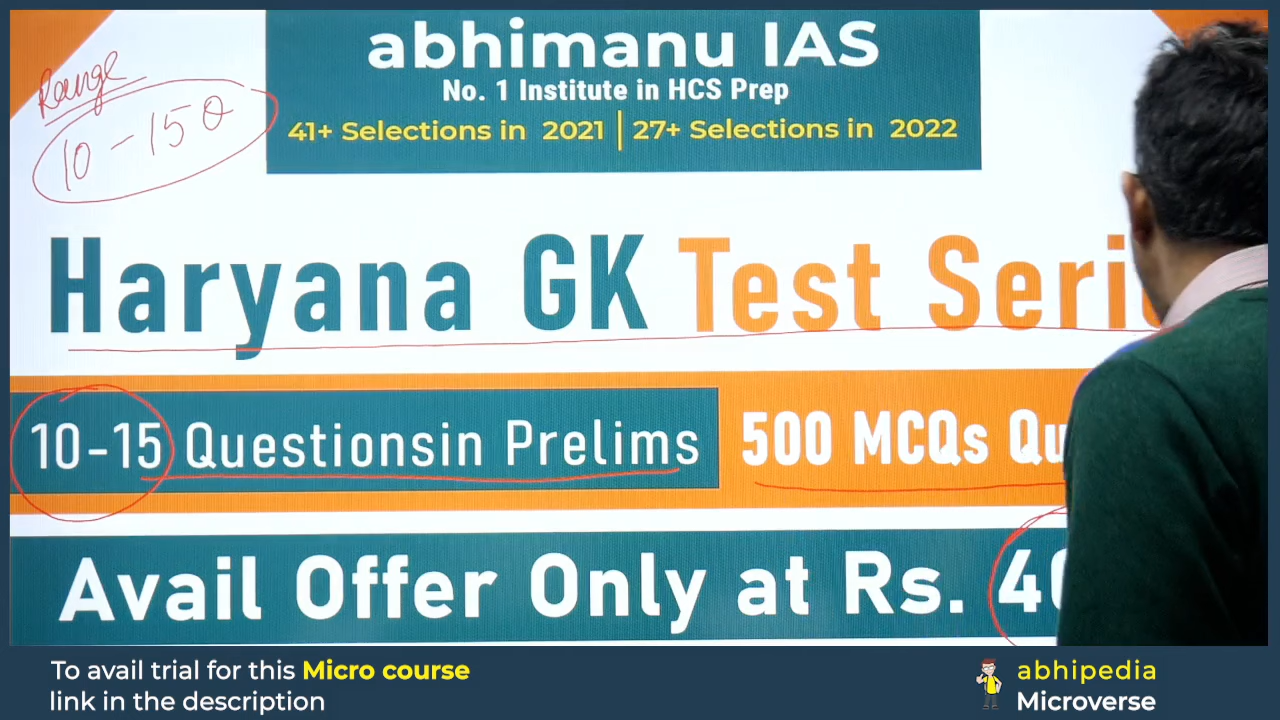 abhimanu IAS
No. 1 Institute in HCS Prep
41+ Selections in 2021 | 27+ Selections in 2022
Range
10-15 Q
Haryana GK Test Seri
10-15 Questionsin Prelims
500 MCQs Qu
Avail Offer Only at Rs. 4
To avail trial for this Micro course
link in the description
abhipedia
Microverse